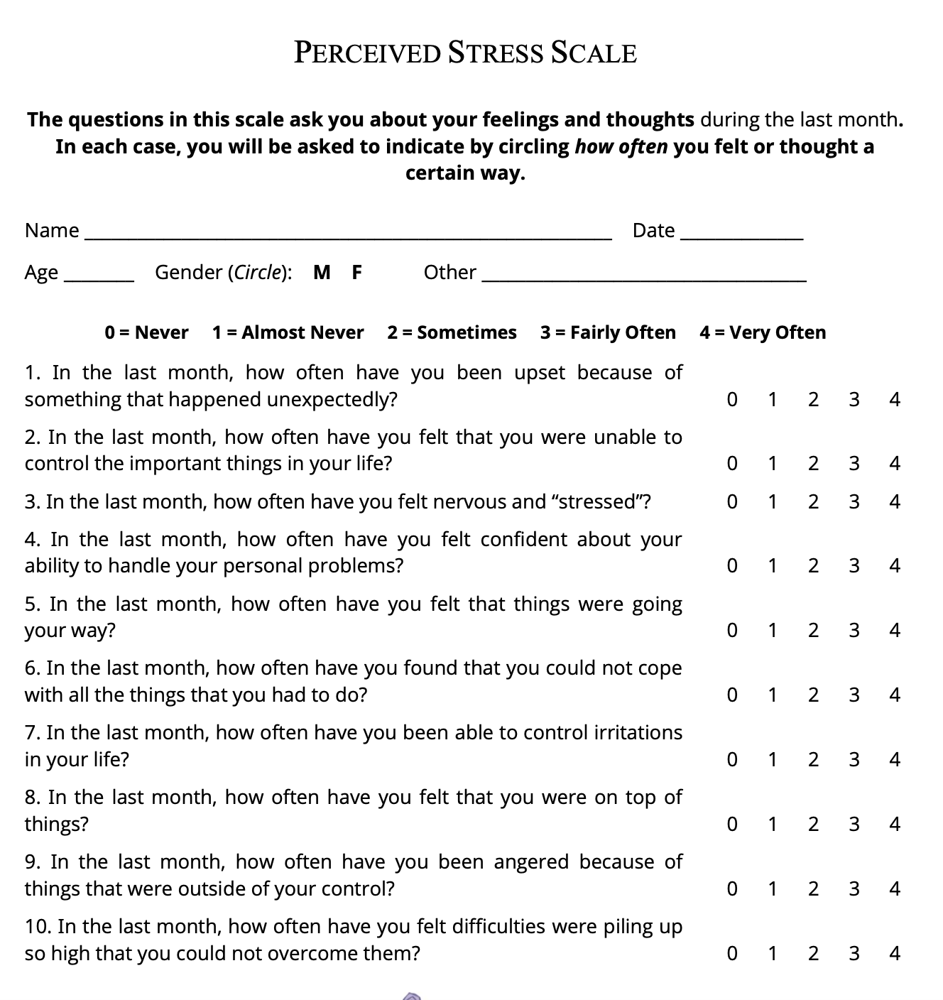 PERCEIVED STRESS SCALE
The questions in this scale ask you about your feelings and thoughts during the last month.
In each case, you will be asked to indicate by circling how often you felt or thought a
certain way.
Name ____________________________________________________________ Date ______________
Age ________ Gender (Circle): M F Other _____________________________________
0 = Never 1 = Almost Never 2 = Sometimes 3 = Fairly Often 4 = Very Often
1. In the last month, how often have you been upset because of
something that happened unexpectedly? 0 1 2 3 4
2. In the last month, how often have you felt that you were unable to
control the important things in your life? 0 1 2 3 4
3. In the last month, how often have you felt nervous and “stressed”? 0 1 2 3 4
4. In the last month, how often have you felt confident about your
ability to handle your personal problems? 0 1 2 3 4
5. In the last month, how often have you felt that things were going
your way? 0 1 2 3 4
6. In the last month, how often have you found that you could not cope
with all the things that you had to do? 0 1 2 3 4
7. In the last month, how often have you been able to control irritations
in your life? 0 1 2 3 4
8. In the last month, how often have you felt that you were on top of
things? 0 1 2 3 4
9. In the last month, how often have you been angered because of
things that were outside of your control? 0 1 2 3 4
10. In the last month, how often have you felt difficulties were piling up
so high that you could not overcome them? 0 1 2 3 4